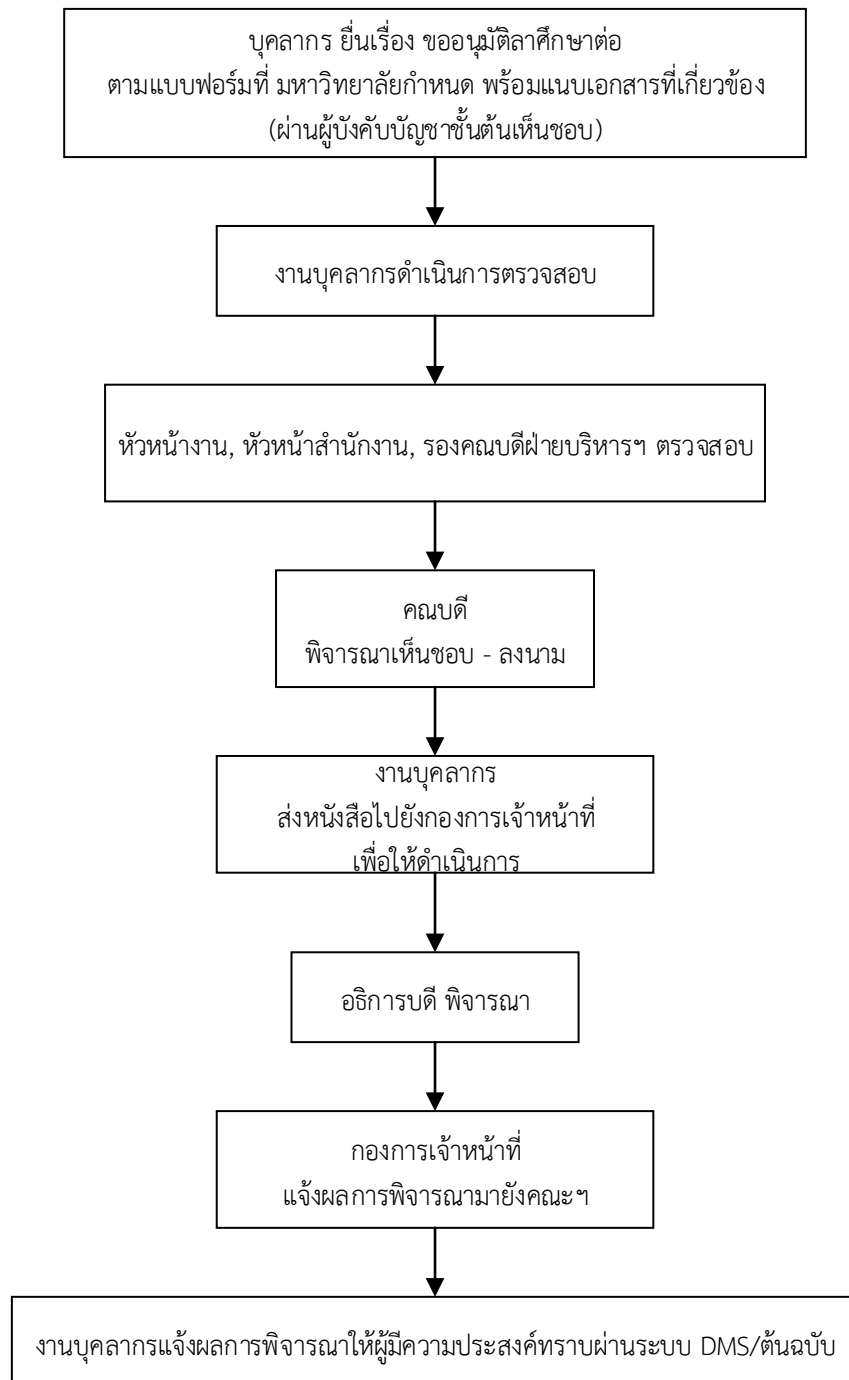 บุคลากร ยื่นเรื่อง ขออนุมัติลาศึกษาต่อ
ตามแบบฟอร์มที่ มหาวิทยาลัยกำหนด พร้อมแนบเอกสารที่เกี่ยวข้อง
(ผ่านผู้บังคับบัญชาชั้นต้นเห็นชอบ)
งานบุคลากรดำเนินการตรวจสอบ
หัวหน้างาน, หัวหน้าสำนักงาน, รองคณบดีฝ่ายบริหารฯ ตรวจสอบ
คณบดี
พิจารณาเห็นชอบ - ลงนาม
งานบุคลากร
ส่งหนังสือไปยังกองการเจ้าหน้าที่
เพื่อให้ดำเนินการ
อธิการบดี พิจารณา
กองการเจ้าหน้าที่
แจ้งผลการพิจารณามายังคณะฯ
งานบุคลากรแจ้งผลการพิจารณาให้ผู้มีความประสงค์ทราบผ่านระบบ DMS/ต้นฉบับ